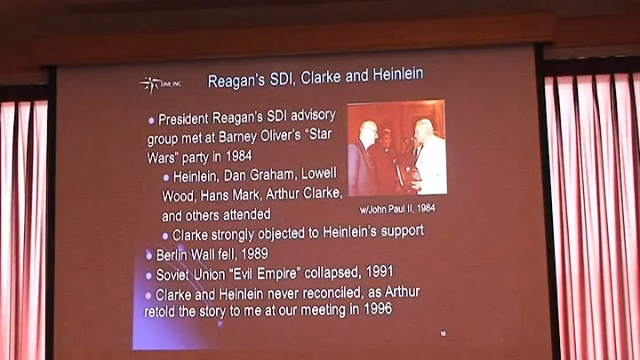 STAR, INC
Reagan's SDI, Clarke and Heinlein
• President Reagan's SDI advisory
group met at Barney Oliver's "Star
Wars" party in 1984
• Heinlein, Dan Graham, Lowell
Wood, Hans Mark, Arthur Clarke,
and others attended
w/John Paul II, 1984
• Clarke strongly objected to Heinlein's support
• Berlin Wall fell, 1989
• Soviet Union "Evil Empire" collapsed, 1991
• Clarke and Heinlein never reconciled, as Arthur
retold the story to me at our meeting in 1996